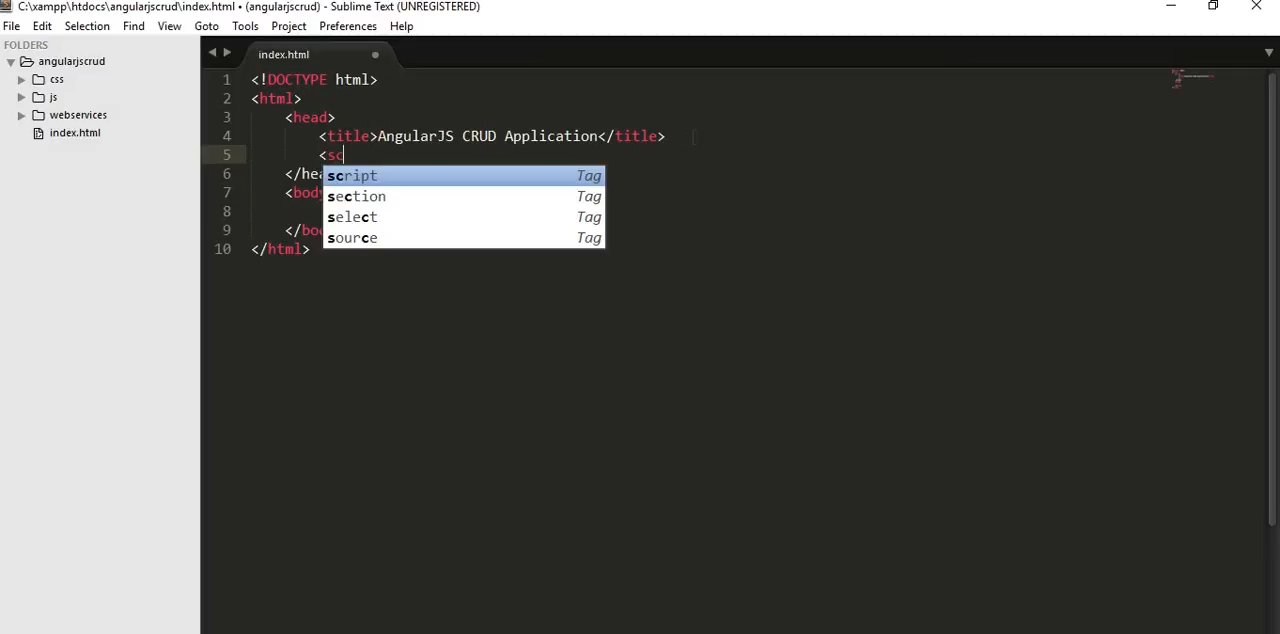 C:\xampp\htdocs\angularjscrud\index.html • (angularjscrud) - Sublime Text (UNREGISTERED)
File Edit Selection Find View Goto Tools Project Preferences Help
FOLDERS
angularjscrud
css
js
webservices
index.html
index.html
1 <!DOCTYPE html>
2 <html>
3 <head>
4 <title>AngularJS CRUD Application</title>
5 <sc
script Tag
section Tag
select Tag
source Tag
6 </hea
7 <body
8
9 </bo
10 </html>